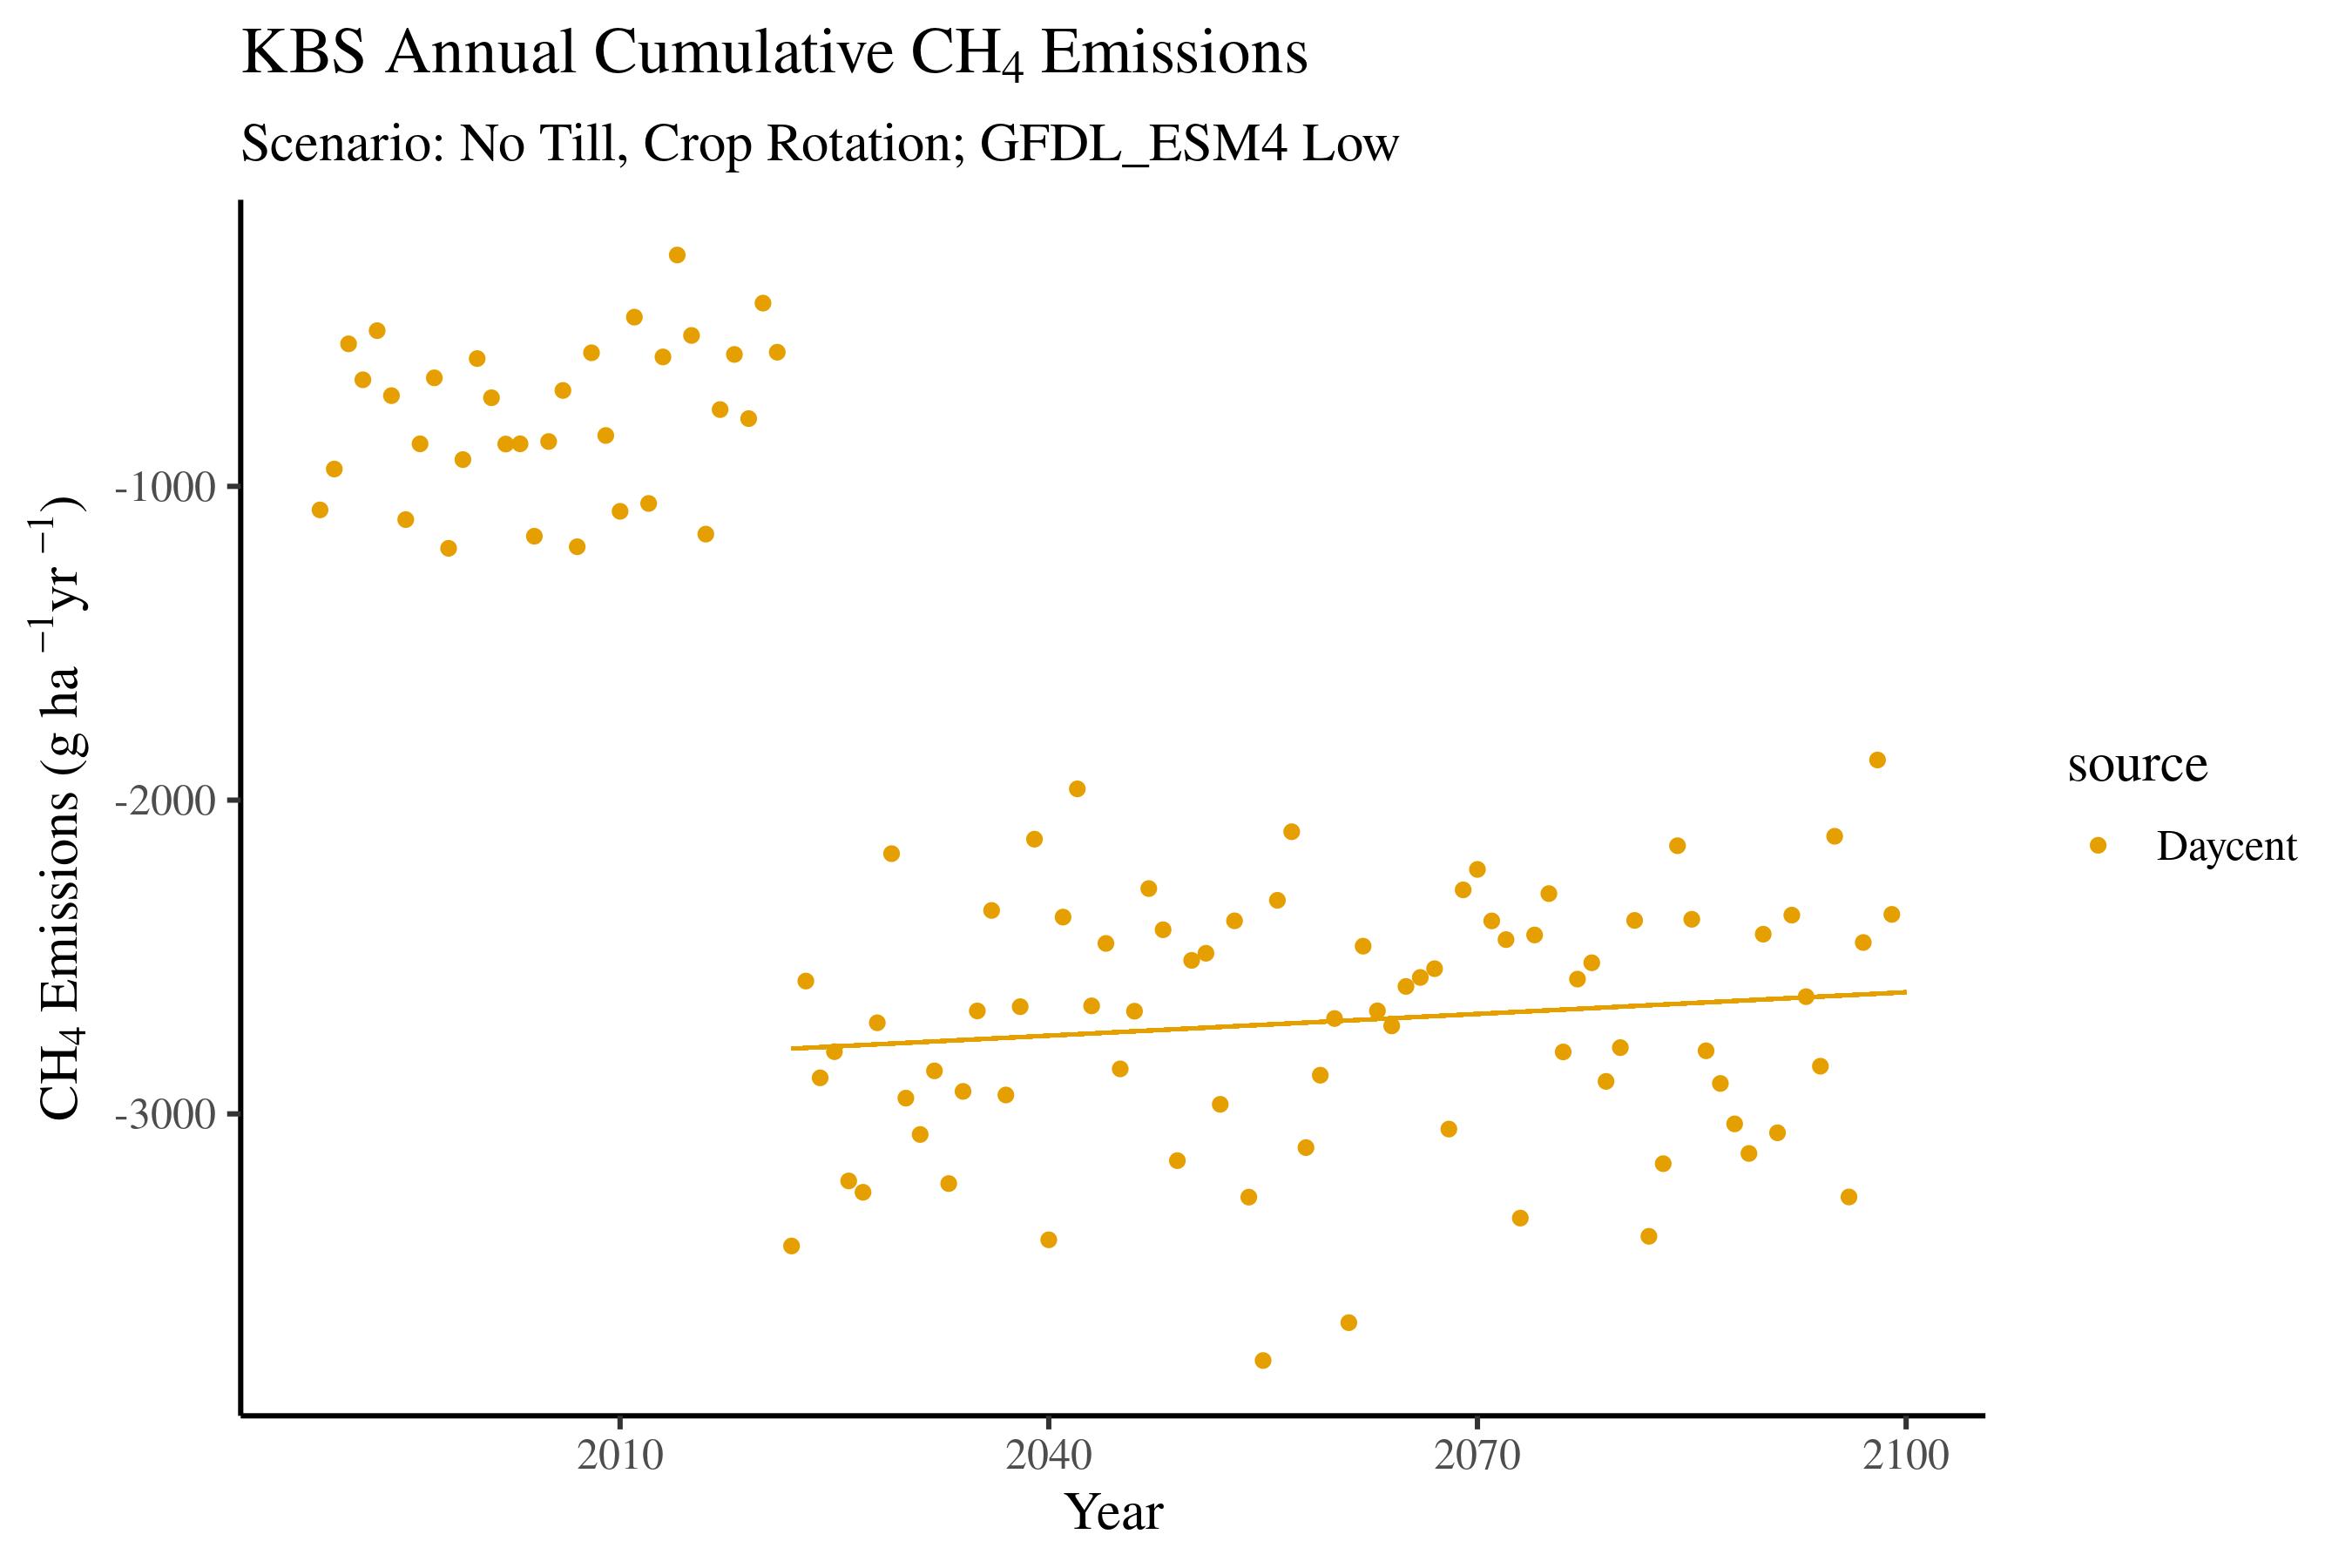 KBS Annual Cumulative CH₄ Emissions
Scenario: No Till, Crop Rotation; GFDL_ESM4 Low
CH₄ Emissions (g ha⁻¹yr⁻¹)
-1000
-2000
-3000
2010
2040
2070
2100
Year
source
Daycent